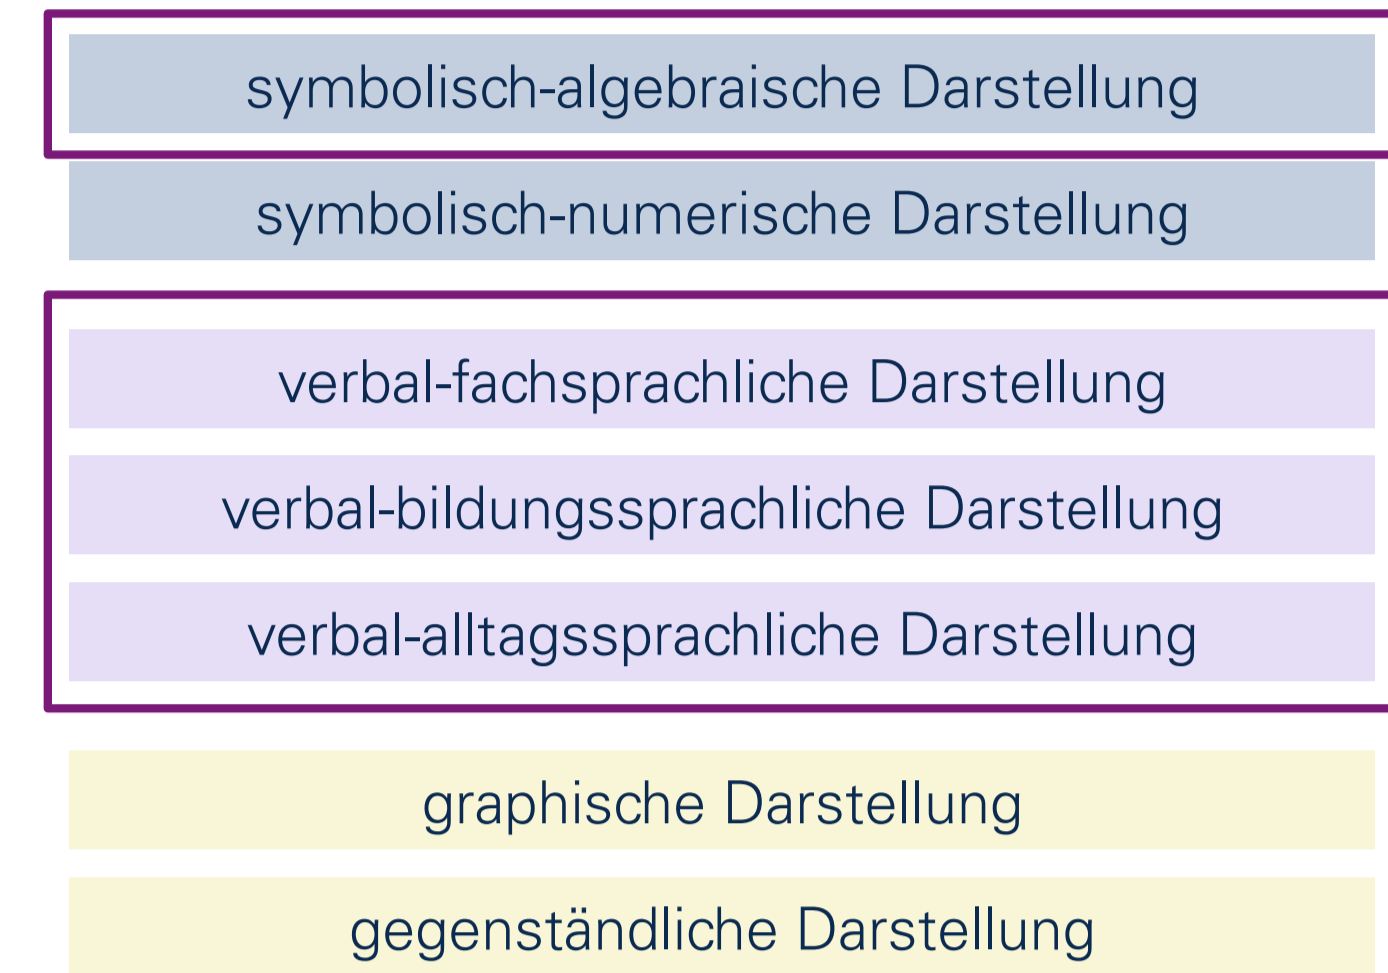 symbolisch-algebraische Darstellung
symbolisch-numerische Darstellung
verbal-fachsprachliche Darstellung
verbal-bildungssprachliche Darstellung
verbal-alltagssprachliche Darstellung
graphische Darstellung
gegenständliche Darstellung